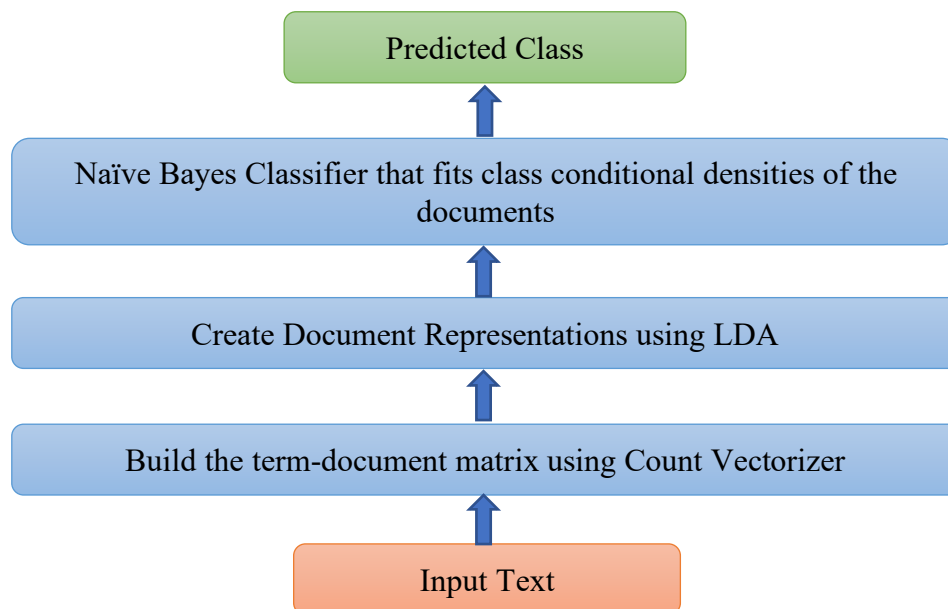 Predicted Class
Naïve Bayes Classifier that fits class conditional densities of the
documents
Create Document Representations using LDA
Build the term-document matrix using Count Vectorizer
Input Text